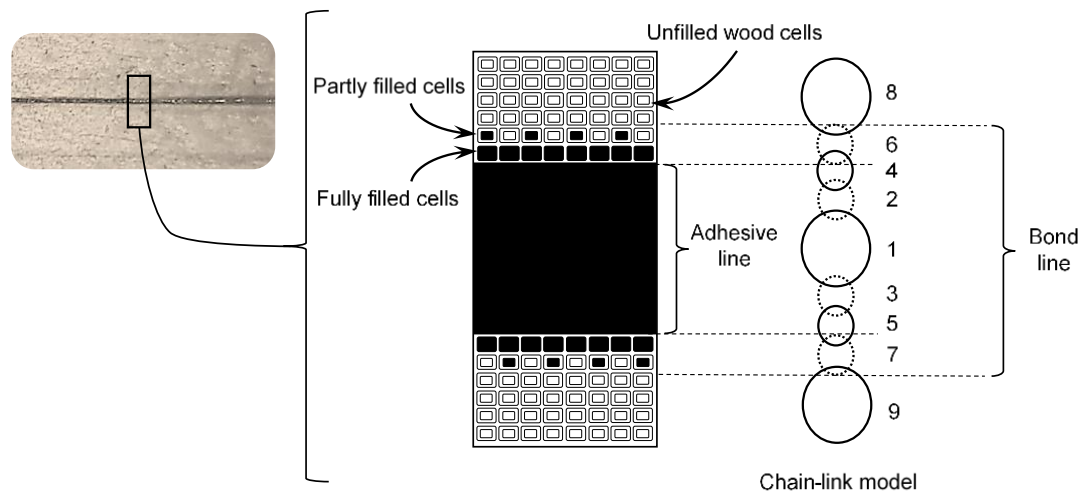 Unfilled wood cells
Partly filled cells
Fully filled cells
Adhesive
line
8
6
4
2
1
3
5
7
9
Bond
line
Chain-link model